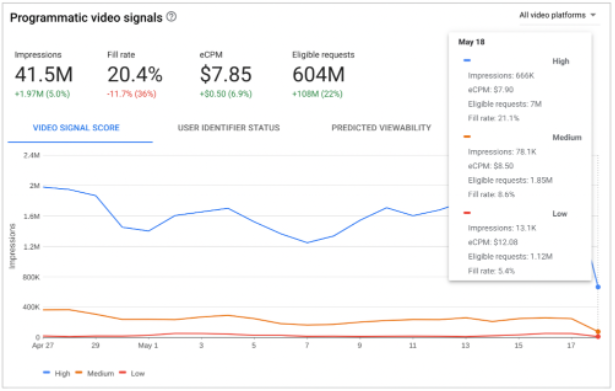 Programmatic video signals
All video platforms
Impressions
41.5M
+1.97M (5.0%)
Fill rate
20.4%
-11.7% (36%)
eCPM
$7.85
+$0.50 (6.9%)
Eligible requests
604M
+108M (22%)
VIDEO SIGNAL SCORE
USER IDENTIFIER STATUS
PREDICTED VIEWABILITY
May 18
High
Impressions: 666K
eCPM: $7.90
Eligible requests: 7M
Fill rate: 21.1%
Medium
Impressions: 78.1K
eCPM: $8.50
Eligible requests: 1.85M
Fill rate: 8.6%
Low
Impressions: 13.1K
eCPM: $12.08
Eligible requests: 1.12M
Fill rate: 5.4%
Impressions
2.4M
2M
1.6M
1.2M
800K
400K
0
Apr 27 29 May 1 3 5 7 9 11 13 15 17
High Medium Low